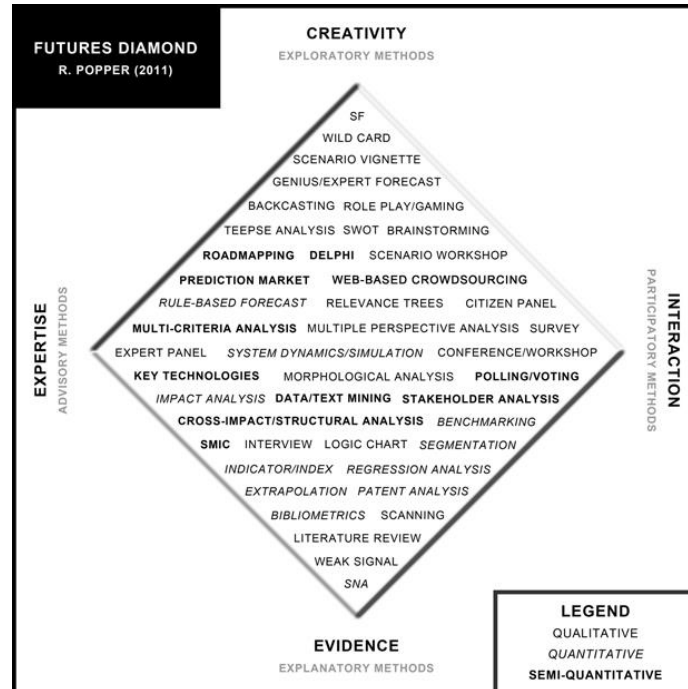 FUTURES DIAMOND
R. POPPER (2011)
CREATIVITY
EXPLORATORY METHODS
SF
WILD CARD
SCENARIO VIGNETTE
GENIUS/EXPERT FORECAST
BACKCASTING ROLE PLAY/GAMING
TEEPSE ANALYSIS SWOT BRAINSTORMING
ROADMAPPING DELPHI SCENARIO WORKSHOP
PREDICTION MARKET WEB-BASED CROWDSOURCING
RULE-BASED FORECAST RELEVANCE TREES CITIZEN PANEL
MULTI-CRITERIA ANALYSIS MULTIPLE PERSPECTIVE ANALYSIS SURVEY
EXPERT PANEL SYSTEM DYNAMICS/SIMULATION CONFERENCE/WORKSHOP
KEY TECHNOLOGIES MORPHOLOGICAL ANALYSIS POLLING/VOTING
IMPACT ANALYSIS DATA/TEXT MINING STAKEHOLDER ANALYSIS
CROSS-IMPACT/STRUCTURAL ANALYSIS BENCHMARKING
SMIC INTERVIEW LOGIC CHART SEGMENTATION
INDICATOR/INDEX REGRESSION ANALYSIS
EXTRAPOLATION PATENT ANALYSIS
BIBLIOMETRICS SCANNING
LITERATURE REVIEW
WEAK SIGNAL
SNA
EXPERTISE
ADVISORY METHODS
INTERACTION
PARTICIPATORY METHODS
EVIDENCE
EXPLANATORY METHODS
LEGEND
QUALITATIVE
QUANTITATIVE
SEMI-QUANTITATIVE